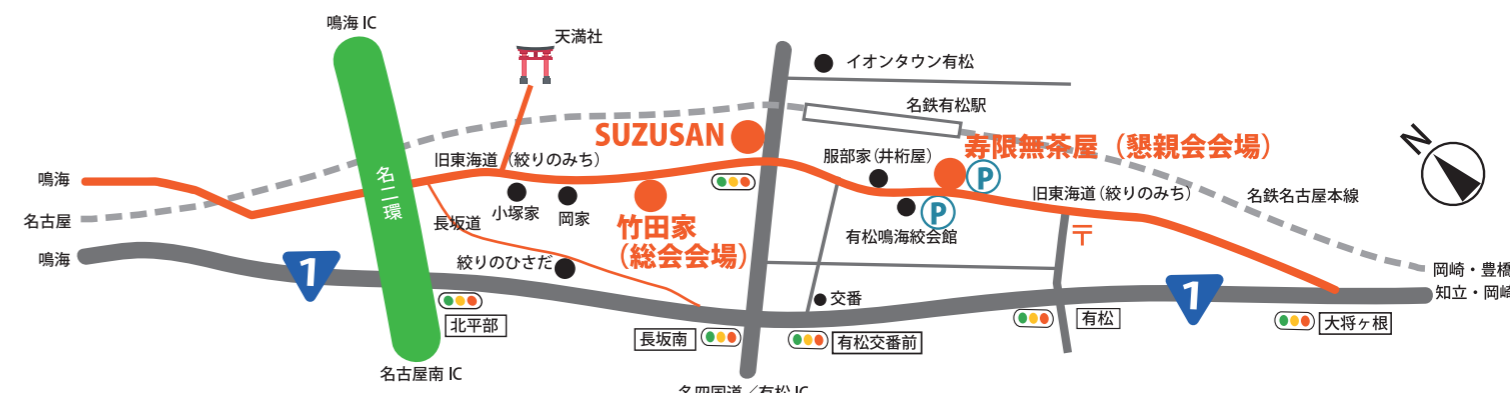 鳴海 IC
天満社
イオンタウン有松
名鉄有松駅
SUZUSAN
寿限無茶屋（懇親会会場）
N
旧東海道（絞りのみち）
服部家（井桁屋）
P
鳴海
名二環
旧東海道（絞りのみち）
名鉄名古屋本線
小塚家
岡家
P
名古屋
長坂道
竹田家
（総会会場）
有松鳴海絞会館
〒
鳴海
絞りのひさだ
岡崎・豊橋
1
交番
1
知立・岡崎
北平部
長坂南
有松交番前
有松
大将ヶ根
名古屋南 IC
名四国道／有松 IC